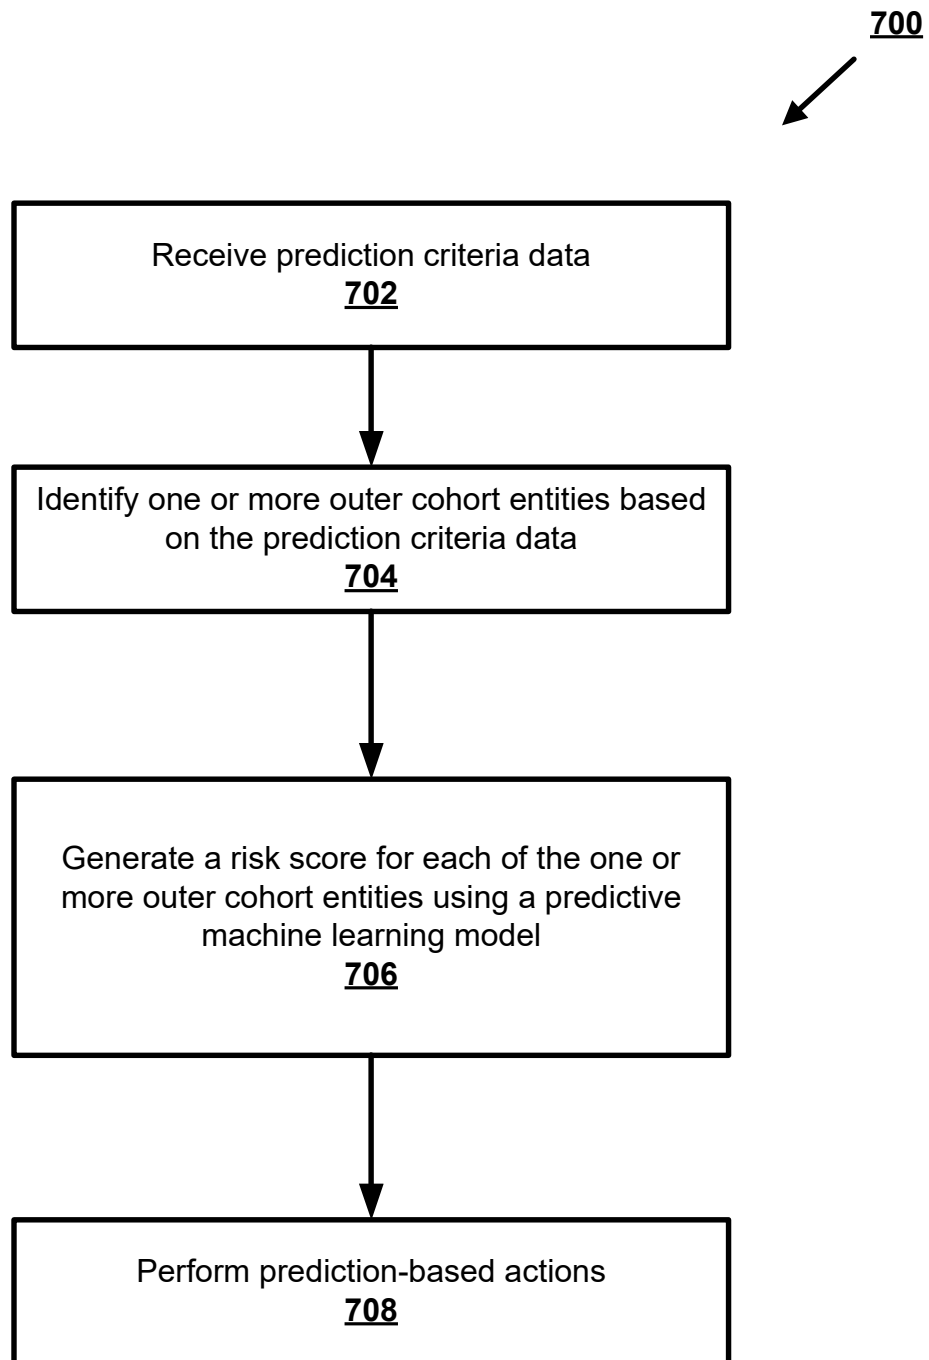 700
Receive prediction criteria data
702
Identify one or more outer cohort entities based
on the prediction criteria data
704
Generate a risk score for each of the one or
more outer cohort entities using a predictive
machine learning model
706
Perform prediction-based actions
708